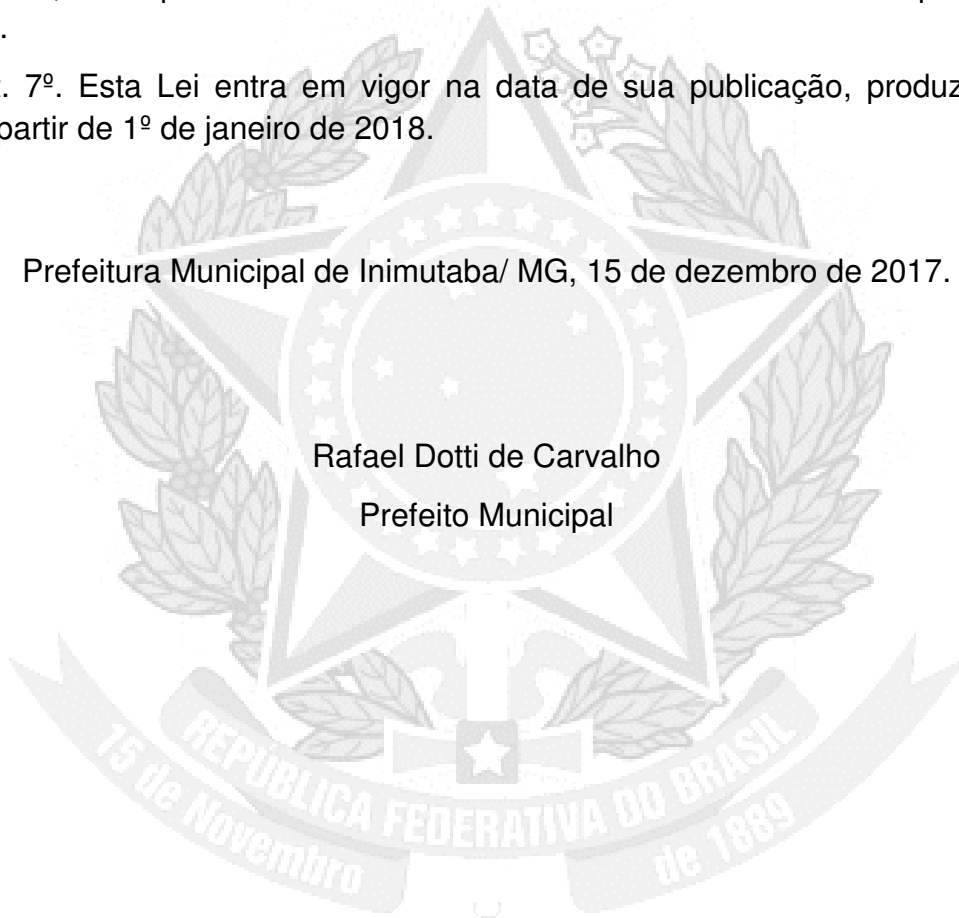 . 7º. Esta Lei entra em vigor na data de sua publicação, produz
partir de 1º de janeiro de 2018.
Prefeitura Municipal de Inimutaba/ MG, 15 de dezembro de 2017.
Rafael Dotti de Carvalho
Prefeito Municipal
REPÚBLICA FEDERATIVA DO BRASIL
15 de Novembro de 1889